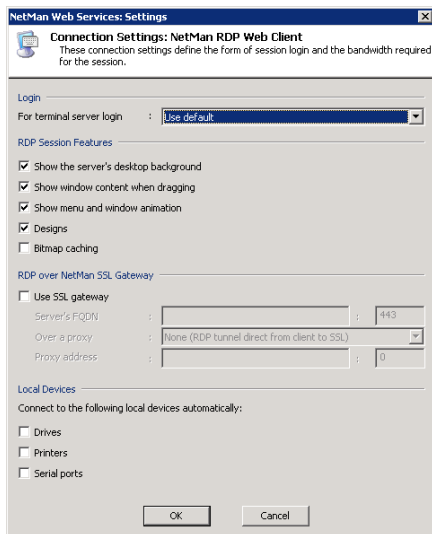 NetMan Web Services: Settings
Connection Settings: NetMan RDP Web Client
These connection settings define the form of session login and the bandwidth required
for the session.
Login
For terminal server login : Use default
RDP Session Features
Show the server's desktop background
Show window content when dragging
Show menu and window animation
Designs
Bitmap caching
RDP over NetMan SSL Gateway
Use SSL gateway
Server's FQDN : : 443
Over a proxy : None (RDP tunnel direct from client to SSL)
Proxy address : : 0
Local Devices
Connect to the following local devices automatically:
Drives
Printers
Serial ports
OK Cancel